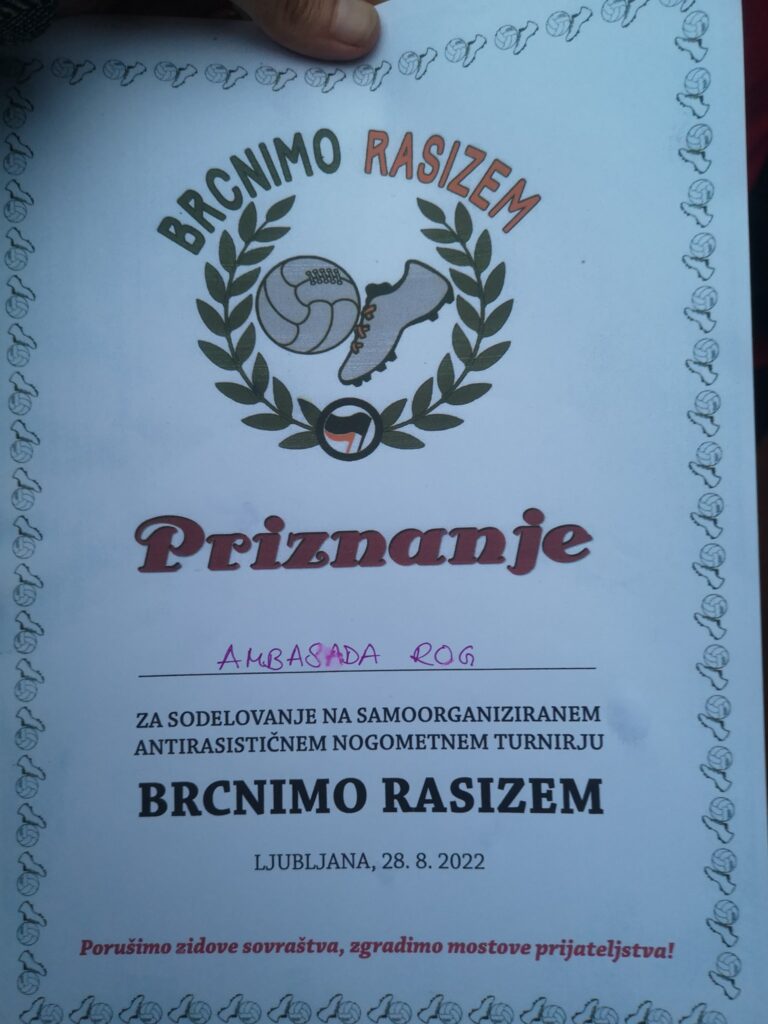 BRCNIMO RASIZEM
Priznanje
AMBASADA ROG
ZA SODELOVANJE NA SAMOORGANIZIRANEM
ANTIRASISTIČNEM NOGOMETNEM TURNIRJU
BRCNIMO RASIZEM
LJUBLJANA, 28. 8. 2022
Porušimo zidove sovraštva, zgradimo mostove prijateljstva!